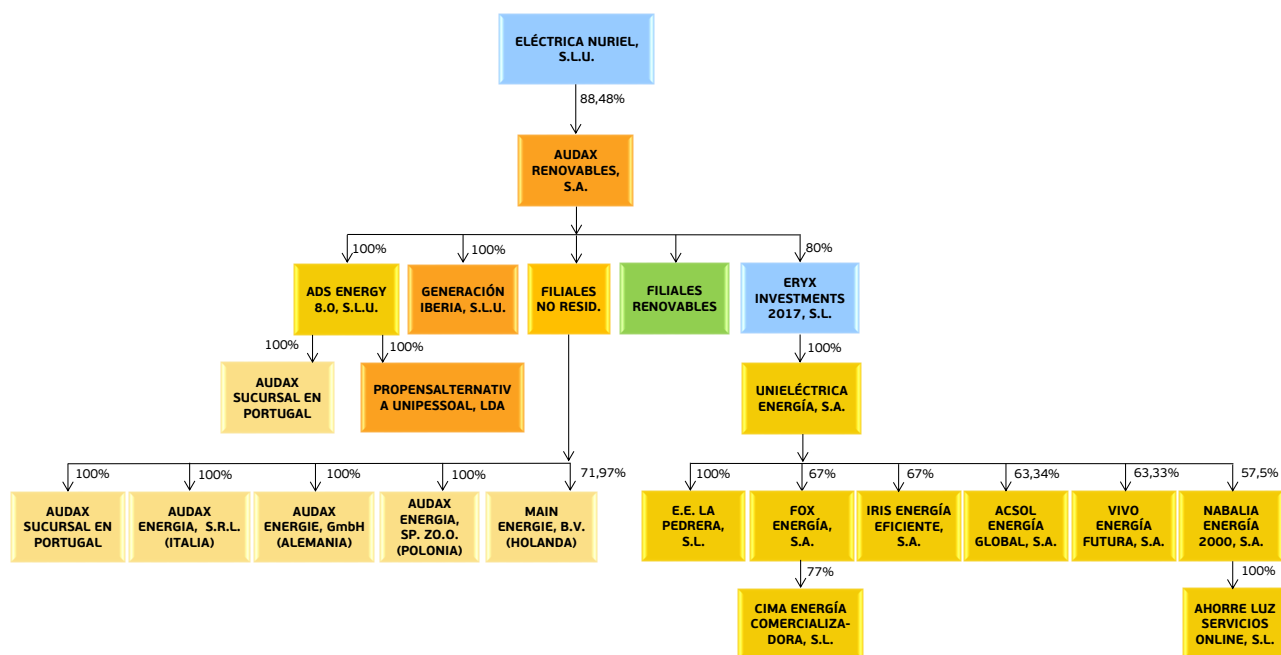 ELÉCTRICA NURIEL,
S.L.U.
88,48%
AUDAX
RENOVABLES,
S.A.
100%
100%
80%
ADS ENERGY
8.0, S.L.U.
GENERACIÓN
IBERIA, S.L.U.
FILIALES
NO RESID.
FILIALES
RENOVABLES
ERYX
INVESTMENTS
2017, S.L.
100%
100%
100%
AUDAX
SUCURSAL EN
PORTUGAL
PROPENSALTERNATIV
A UNIPESSOAL, LDA
UNIELÉCTRICA
ENERGÍA, S.A.
100%
100%
100%
100%
71,97%
100%
67%
67%
63,34%
63,33%
57,5%
AUDAX
SUCURSAL EN
PORTUGAL
AUDAX
ENERGIA, S.R.L.
(ITALIA)
AUDAX
ENERGIE, GmbH
(ALEMANIA)
AUDAX
ENERGIA,
SP. ZO.O.
(POLONIA)
MAIN
ENERGIE, B.V.
(HOLANDA)
E.E. LA
PEDRERA,
S.L.
FOX
ENERGÍA,
S.A.
IRIS ENERGÍA
EFICIENTE,
S.A.
ACSOL
ENERGÍA
GLOBAL, S.A.
VIVO
ENERGÍA
FUTURA, S.A.
NABALIA
ENERGÍA
2000, S.A.
77%
100%
CIMA ENERGÍA
COMERCIALIZA-
DORA, S.L.
AHORRE LUZ
SERVICIOS
ONLINE, S.L.